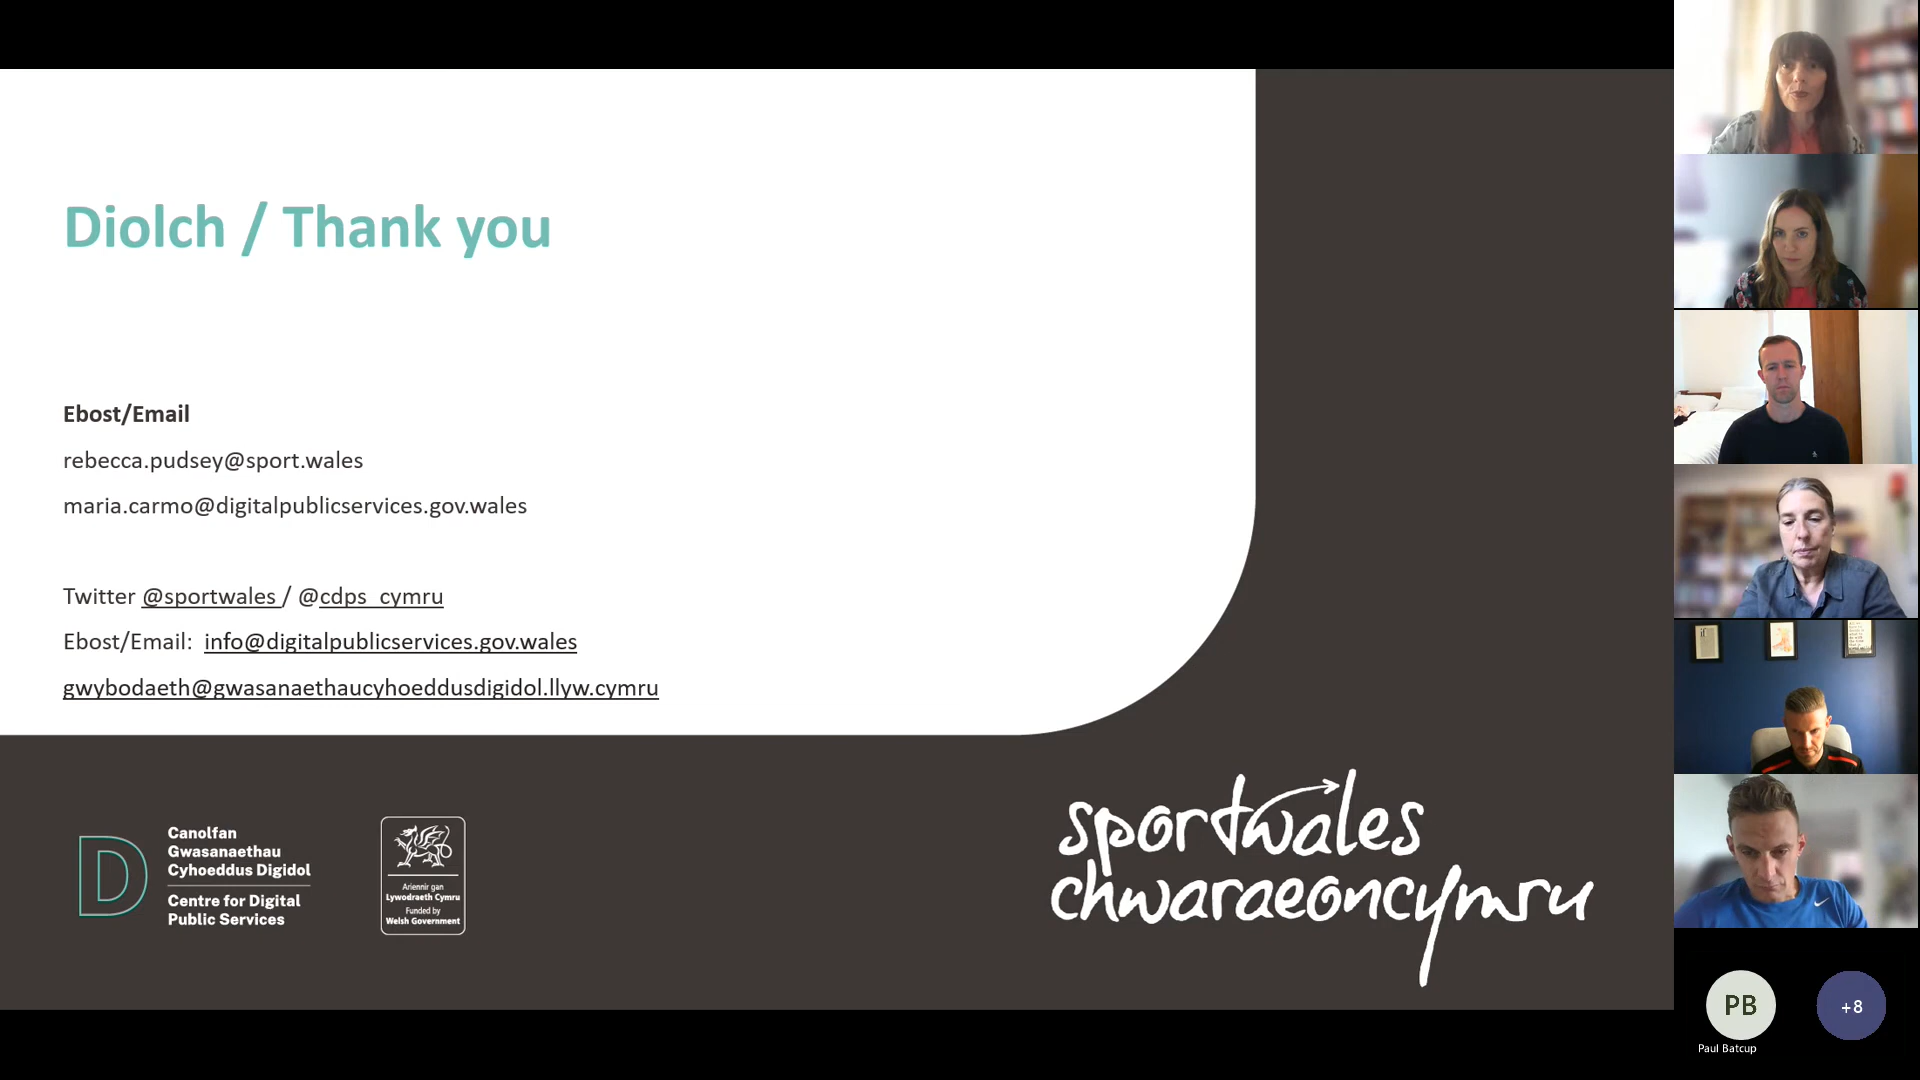 Diolch / Thank you
Ebost/Email
rebecca.pudsey@sport.wales
maria.carmo@digitalpublicservices.gov.wales
Twitter @sportwales / @cdps_cymru
Ebost/Email: info@digitalpublicservices.gov.wales
gwybodaeth@gwasanaethaucyhoeddusdigidol.llyw.cymru
D
Canolfan
Gwasanaethau
Cyhoeddus Digidol
Centre for Digital
Public Services
Ariennir gan
Lywodraeth Cymru
Funded by
Welsh Government
sportwales
chwaraeoncymru
if
PB
+8
Paul Batcup